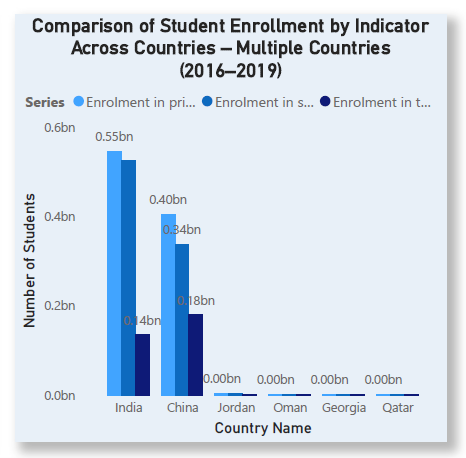 Comparison of Student Enrollment by Indicator
Across Countries – Multiple Countries
(2016–2019)
Series Enrolment in pri... Enrolment in s... Enrolment in t...
Number of Students
0.6bn
0.4bn
0.2bn
0.0bn
0.55bn
0.14bn
0.40bn
0.34bn
0.18bn
0.00bn 0.00bn 0.00bn 0.00bn
India China Jordan Oman Georgia Qatar
Country Name